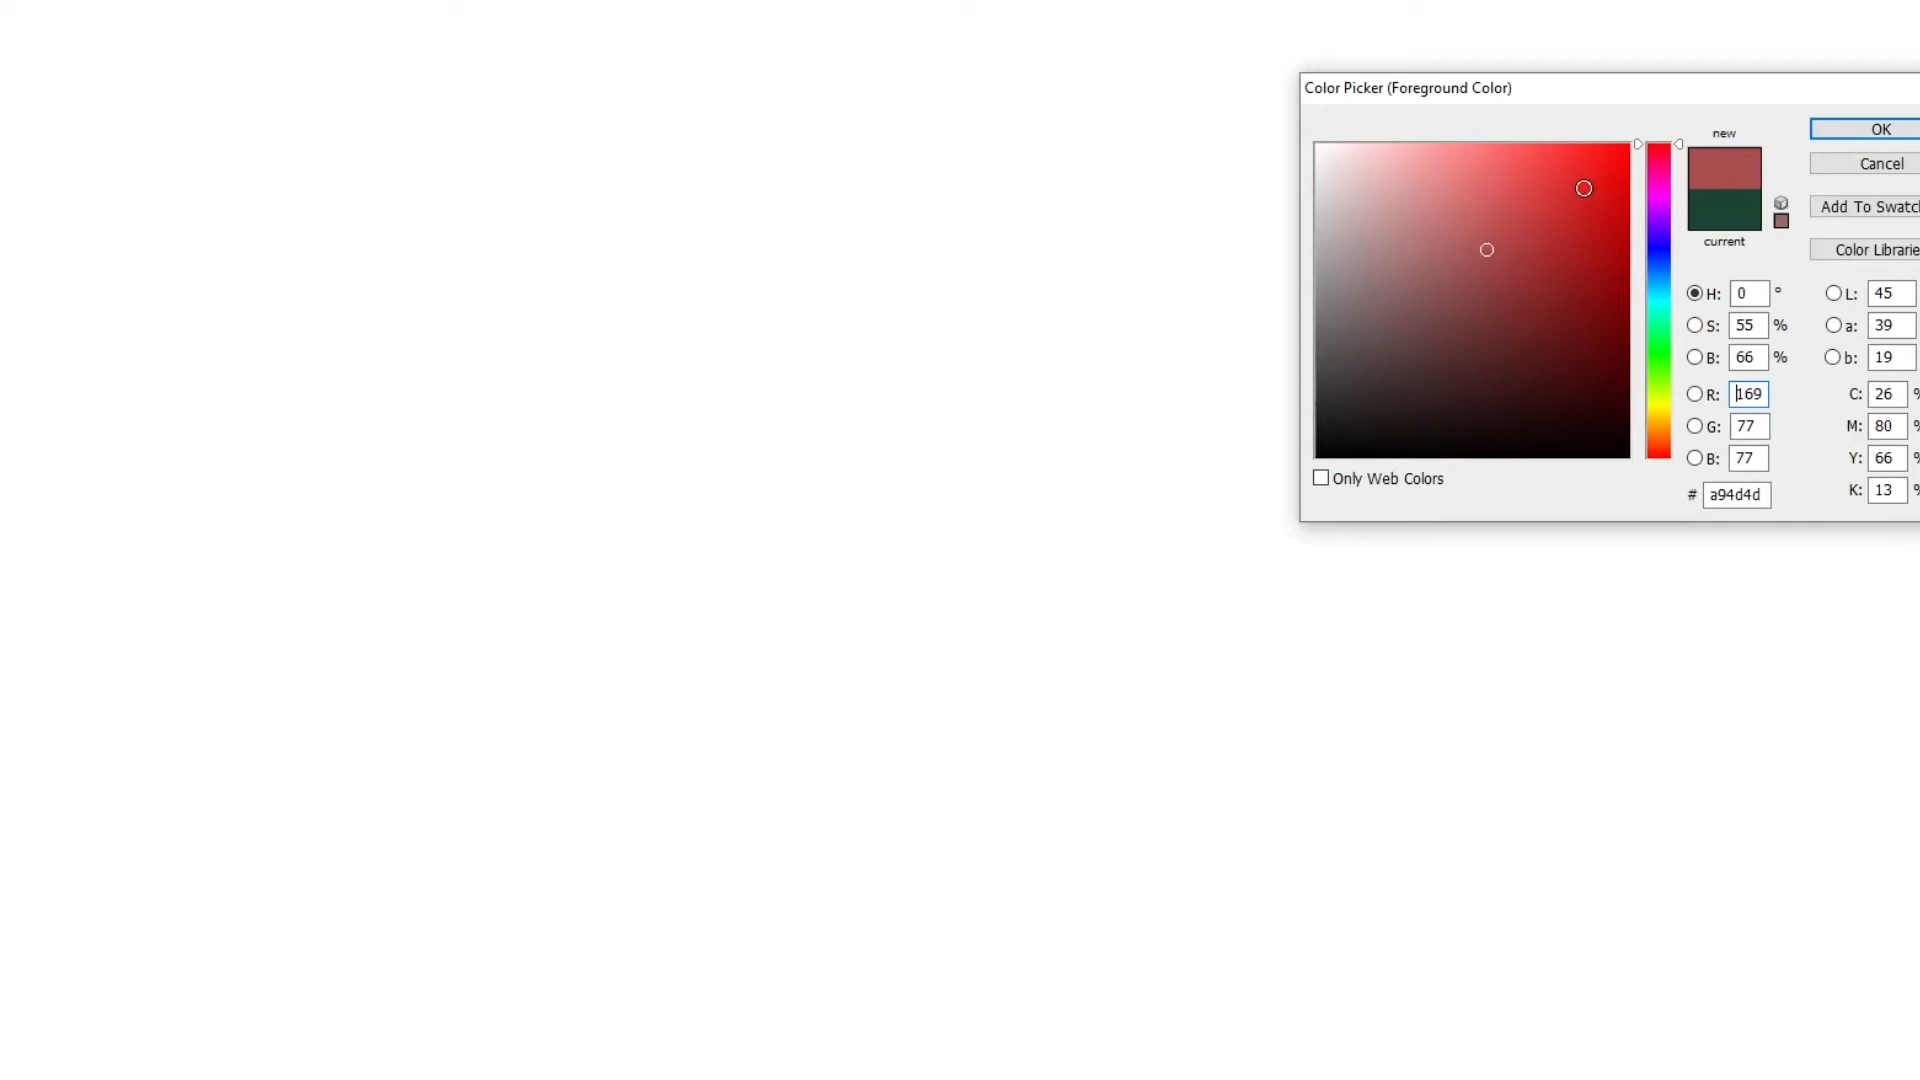 Color Picker (Foreground Color)
new
OK
Cancel
Add To Swatc
current
Color Librarie
H: 0 °
L: 45
S: 55 %
a: 39
B: 66 %
b: 19
R: 169
C: 26 %
G: 77
M: 80 %
B: 77
Y: 66 %
# a94d4d
K: 13 %
Only Web Colors